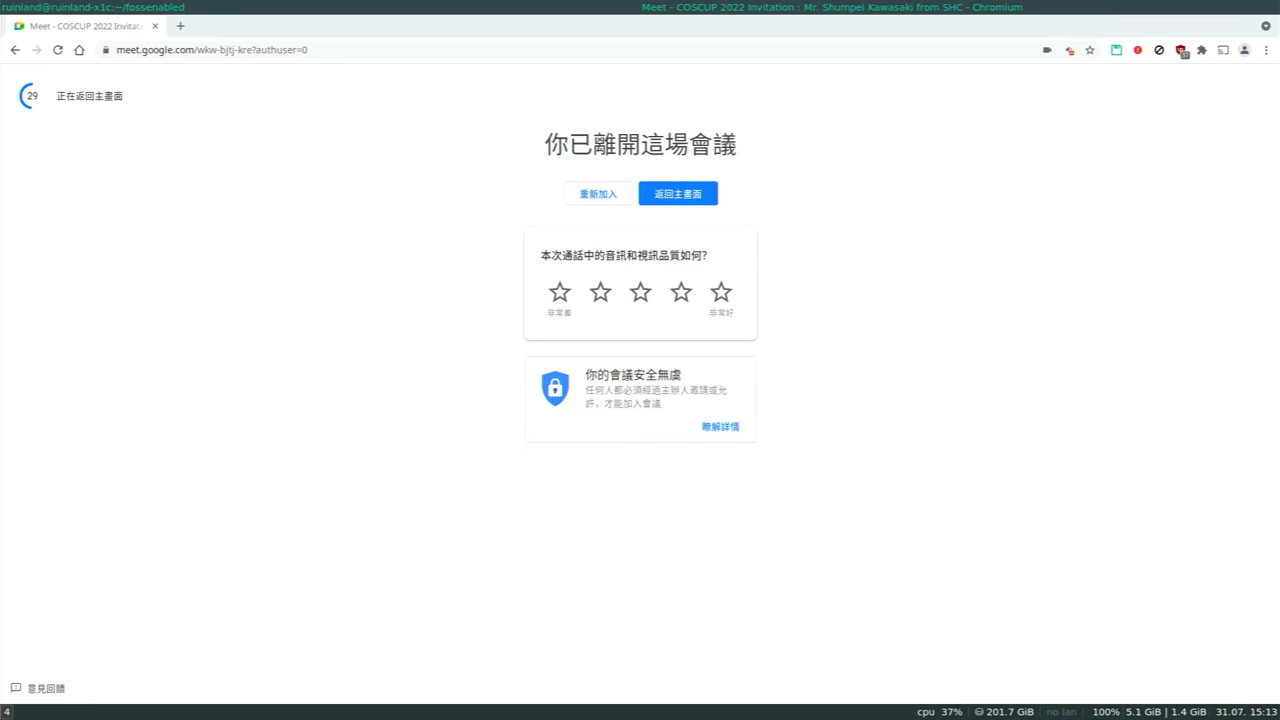 ruinland@ruinland-x1c:~/fossenabled
Meet - COSCUP 2022 Invitation : Mr. Shumpei Kawasaki from SHC - Chromium
Meet - COSCUP 2022 Invitat
meet.google.com/wkw-bjtj-kre?authuser=0
29 正在返回主畫面
你已離開這場會議
重新加入 返回主畫面
本次通話中的音訊和視訊品質如何?
非常差 非常好
你的會議安全無虞
任何人都必須經過主辦人邀請或允
許,才能加入會議
瞭解詳情
意見回饋
4
cpu 37% 201.7 GiB no lan 100% 5.1 GiB | 1.4 GiB 31.07. 15:13